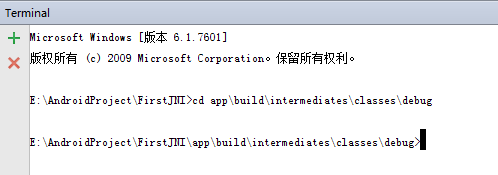 Terminal
Microsoft Windows [版本 6.1.7601]
版权所有 (c) 2009 Microsoft Corporation。保留所有权利。
E:\AndroidProject\FirstJNI>cd app\build\intermediates\classes\debug
E:\AndroidProject\FirstJNI\app\build\intermediates\classes\debug>